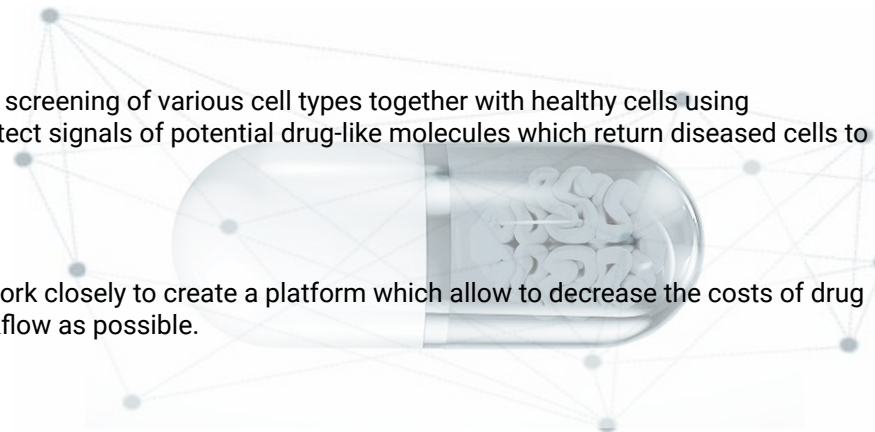 screening of various cell types together with healthy cells using
tect signals of potential drug-like molecules which return diseased cells to
ork closely to create a platform which allow to decrease the costs of drug
flow as possible.